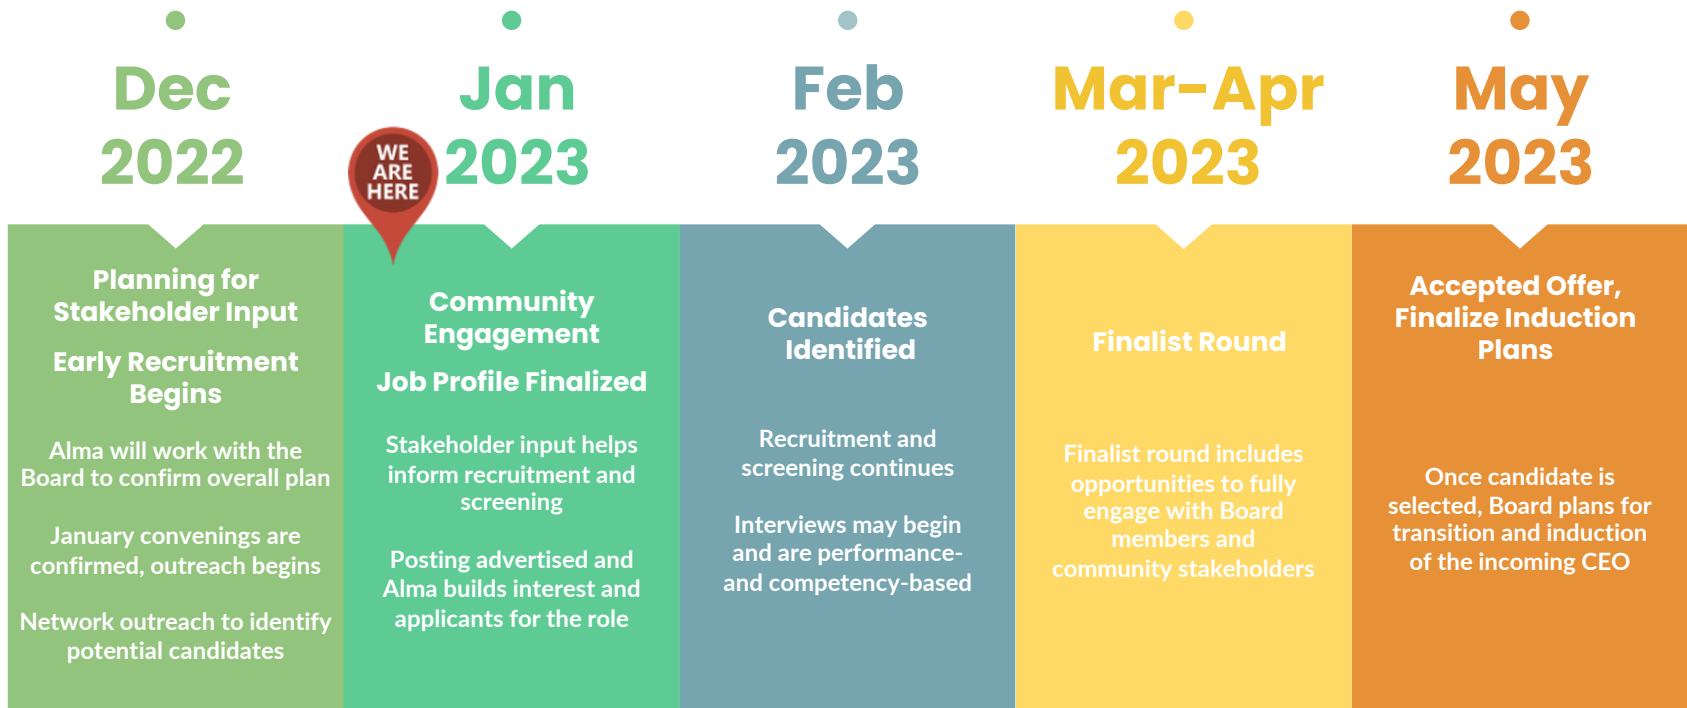 Dec
2022
Planning for
Stakeholder Input
Early Recruitment
Begins
Alma will work with the
Board to confirm overall plan
January convenings are
confirmed, outreach begins
Network outreach to identify
potential candidates
WE
ARE
HERE
Jan
2023
Community
Engagement
Job Profile Finalized
Stakeholder input helps
inform recruitment and
screening
Posting advertised and
Alma builds interest and
applicants for the role
Feb
2023
Candidates
Identified
Recruitment and
screening continues
Interviews may begin
and are performance-
and competency-based
Mar-Apr
2023
Finalist Round
Finalist round includes
opportunities to fully
engage with Board
members and
community stakeholders
May
2023
Accepted Offer,
Finalize Induction
Plans
Once candidate is
selected, Board plans for
transition and induction
of the incoming CEO